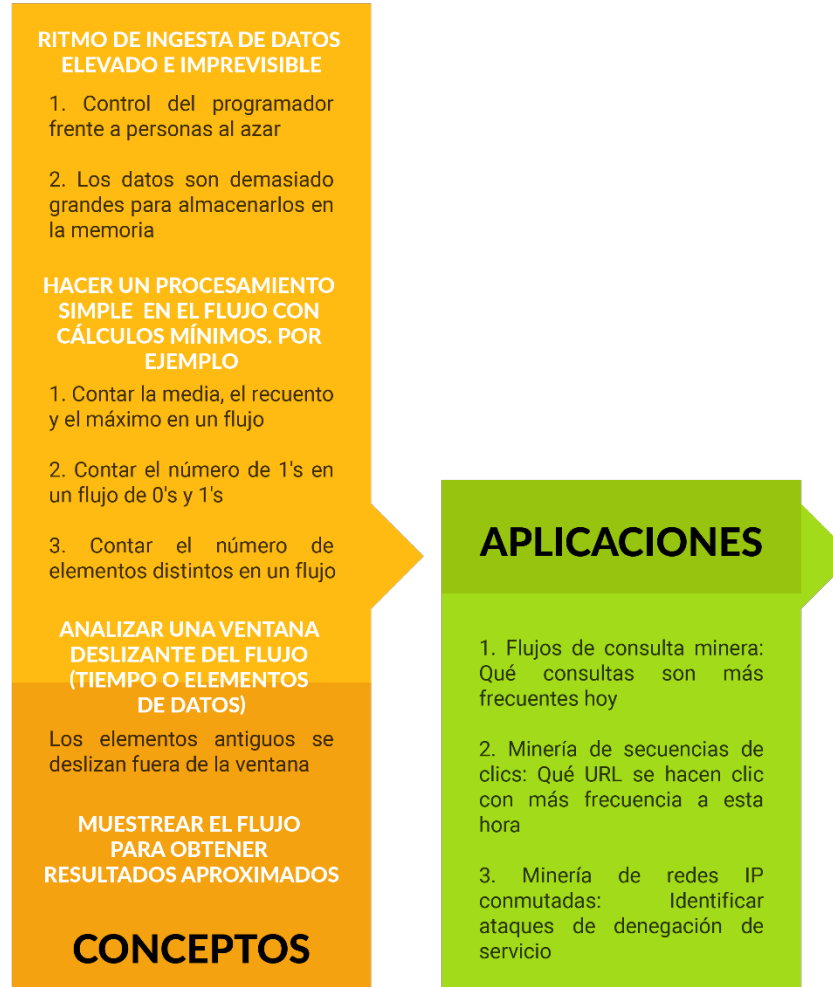 RITMO DE INGESTA DE DATOS
ELEVADO E IMPREVISIBLE
1. Control del programador
frente a personas al azar
2. Los datos son demasiado
grandes para almacenarlos en
la memoria
HACER UN PROCESAMIENTO
SIMPLE EN EL FLUJO CON
CÁLCULOS MÍNIMOS. POR
EJEMPLO
1. Contar la media, el recuento
y el máximo en un flujo
2. Contar el número de 1's en
un flujo de 0's y 1's
3. Contar el número de
elementos distintos en un flujo
ANALIZAR UNA VENTANA
DESLIZANTE DEL FLUJO
(TIEMPO O ELEMENTOS
DE DATOS)
Los elementos antiguos se
deslizan fuera de la ventana
MUESTREAR EL FLUJO
PARA OBTENER
RESULTADOS APROXIMADOS
CONCEPTOS
APLICACIONES
1. Flujos de consulta minera:
Qué consultas son más
frecuentes hoy
2. Minería de secuencias de
clics: Qué URL se hacen clic
con más frecuencia a esta
hora
3. Minería de redes IP
conmutadas: Identificar
ataques de denegación de
servicio